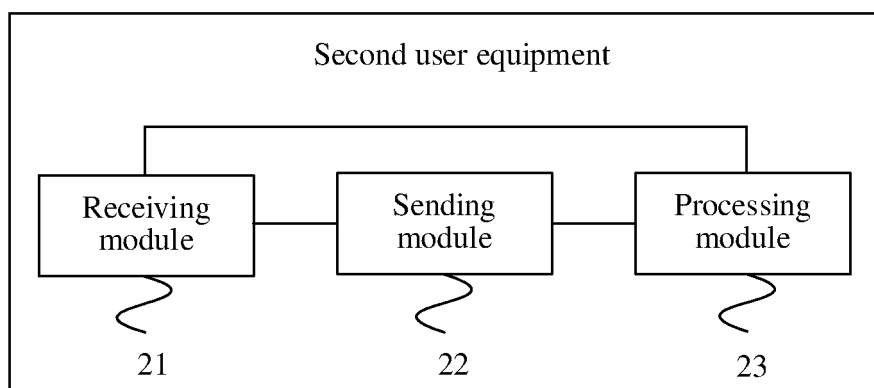 Second user equipment
Receiving
module
Sending
module
Processing
module
21
22
23